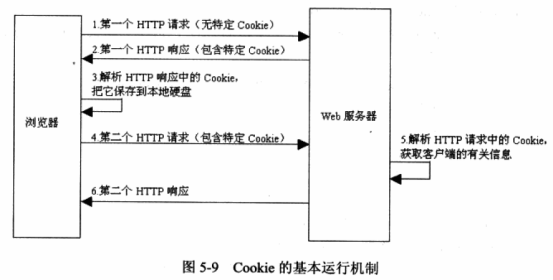 1.第一个 HTTP 请求（无特定 Cookie）
2.第一个 HTTP 响应（包含特定 Cookie）
3.解析 HTTP 响应中的 Cookie,
把它保存到本地硬盘
浏览器
Web 服务器
4.第二个 HTTP 请求（包含特定 Cookie）
5.解析 HTTP 请求中的 Cookie,
获取客户端的有关信息
6.第二个 HTTP 响应
图 5-9 Cookie 的基本运行机制